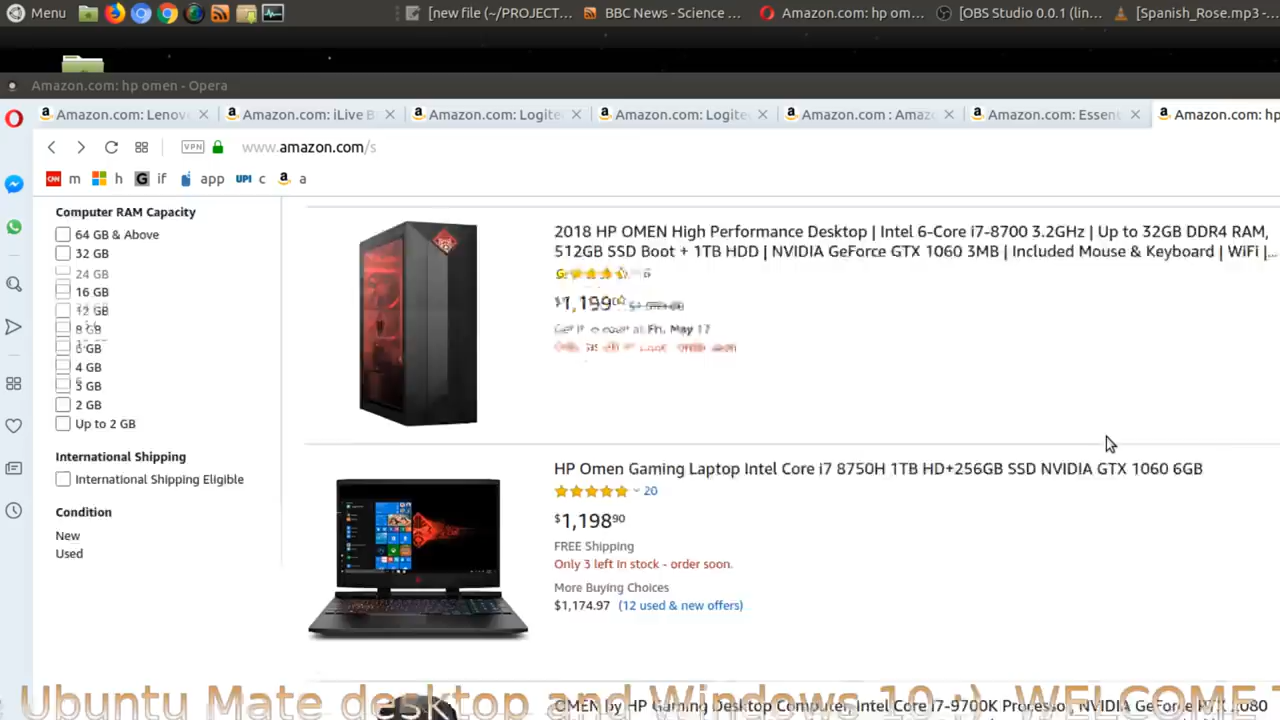 Menu [new file (~/PROJECT... BBC News - Science ... Amazon.com: hp om... [OBS Studio 0.0.1 (lin... [Spanish_Rose.mp3 -...
Amazon.com: hp omen - Opera
Amazon.com: Lenov Amazon.com: iLive B Amazon.com: Logite Amazon.com: Logite Amazon.com : Amaz Amazon.com: Essent Amazon.com: hp
VPN www.amazon.com/s
CNN m h G if app UPI c a a
Computer RAM Capacity
64 GB & Above
32 GB
24 GB
16 GB
12 GB
8 GB
6 GB
4 GB
3 GB
2 GB
Up to 2 GB
International Shipping
International Shipping Eligible
Condition
New
Used
2018 HP OMEN High Performance Desktop | Intel 6-Core i7-8700 3.2GHz | Up to 32GB DDR4 RAM,
512GB SSD Boot + 1TB HDD | NVIDIA GeForce GTX 1060 3MB | Included Mouse & Keyboard | WiFi |...
$1,199
Fri, May 17
HP Omen Gaming Laptop Intel Core i7 8750H 1TB HD+256GB SSD NVIDIA GTX 1060 6GB
20
$1,19890
FREE Shipping
Only 3 left in stock - order soon.
More Buying Choices
$1,174.97 (12 used & new offers)
OMEN by HP Gaming Desktop Computer, Intel Core i7-9700K Processor, NVIDIA GeForce RTX 2080
Ubuntu Mate desktop and Windows 10 :) WELCOME T